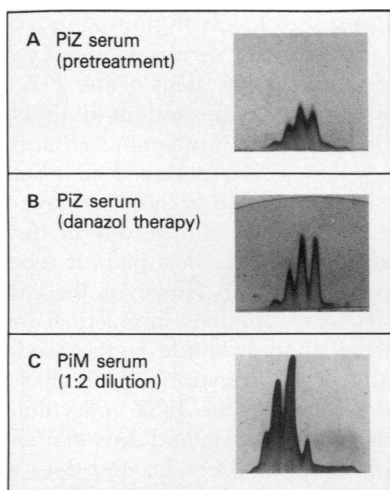 A PiZ serum
(pretreatment)
B PiZ serum
(danazol therapy)
C PiM serum
(1:2 dilution)